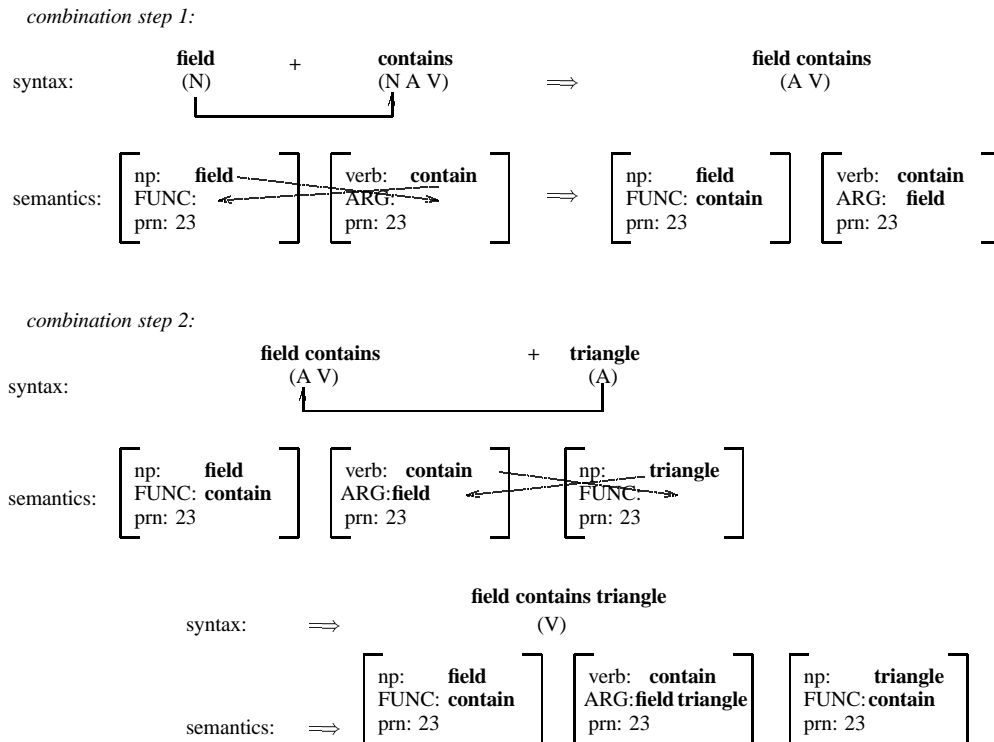 combination step 1:
field + contains field contains
syntax: (N) (N A V) ⟹ (A V)
np: field verb: contain np: field verb: contain
semantics: FUNC: ARG: ⟹ FUNC: contain ARG: field
prn: 23 prn: 23 prn: 23 prn: 23
combination step 2:
field contains + triangle
syntax: (A V) (A)
np: field verb: contain np: triangle
semantics: FUNC: contain ARG:field FUNC:
prn: 23 prn: 23 prn: 23
field contains triangle
syntax: ⟹ (V)
np: field verb: contain np: triangle
FUNC: contain ARG:field triangle FUNC:contain
semantics: ⟹ prn: 23 prn: 23 prn: 23